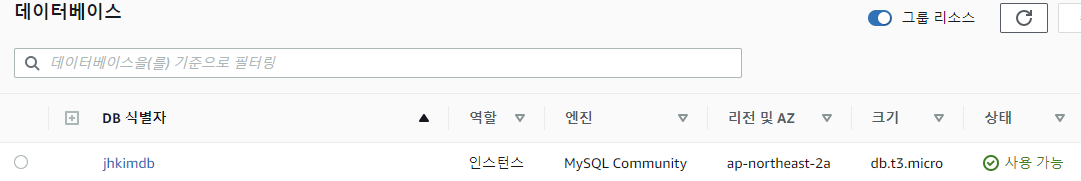 데이터베이스
그룹 리소스
데이터베이스을(를) 기준으로 필터링
DB 식별자 역할 엔진 리전 및 AZ 크기 상태
jhkimdb 인스턴스 MySQL Community ap-northeast-2a db.t3.micro 사용 가능